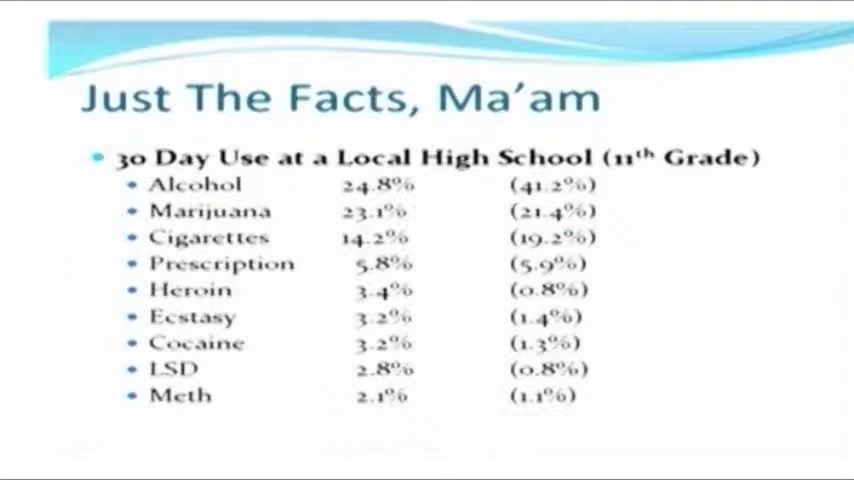 Just The Facts, Ma'am
• 30 Day Use at a Local High School (11th Grade)
• Alcohol 24.8% (41.2%)
• Marijuana 23.1% (21.4%)
• Cigarettes 14.2% (19.2%)
• Prescription 5.8% (5.9%)
• Heroin 3.4% (0.8%)
• Ecstasy 3.2% (1.4%)
• Cocaine 3.2% (1.3%)
• LSD 2.8% (0.8%)
• Meth 2.1% (1.1%)